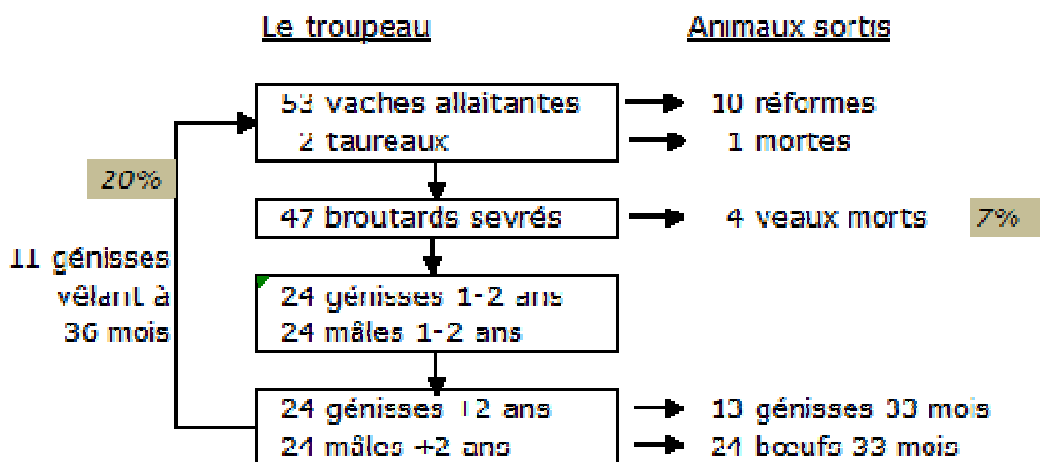 Le troupeau
Animaux sortis
53 vaches allaitantes
10 réformes
2 taureaux
1 mortes
20%
47 broutards sevrés
4 veaux morts
7%
11 génisses
vêlant à
36 mois
24 génisses 1-2 ans
24 mâles 1-2 ans
24 génisses +2 ans
13 génisses 33 mois
24 mâles +2 ans
24 bœufs 33 mois